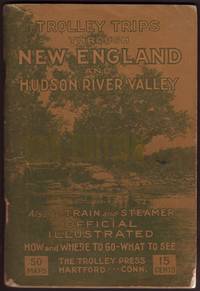 TROLLEY TRIPS
THROUGH
NEW ENGLAND
AND
HUDSON RIVER VALLEY
Also TRAIN and STEAMER
OFFICIAL
ILLUSTRATED
HOW and WHERE TO GO - WHAT TO SEE
50 MAPS
THE TROLLEY PRESS
HARTFORD CONN.
15 CENTS